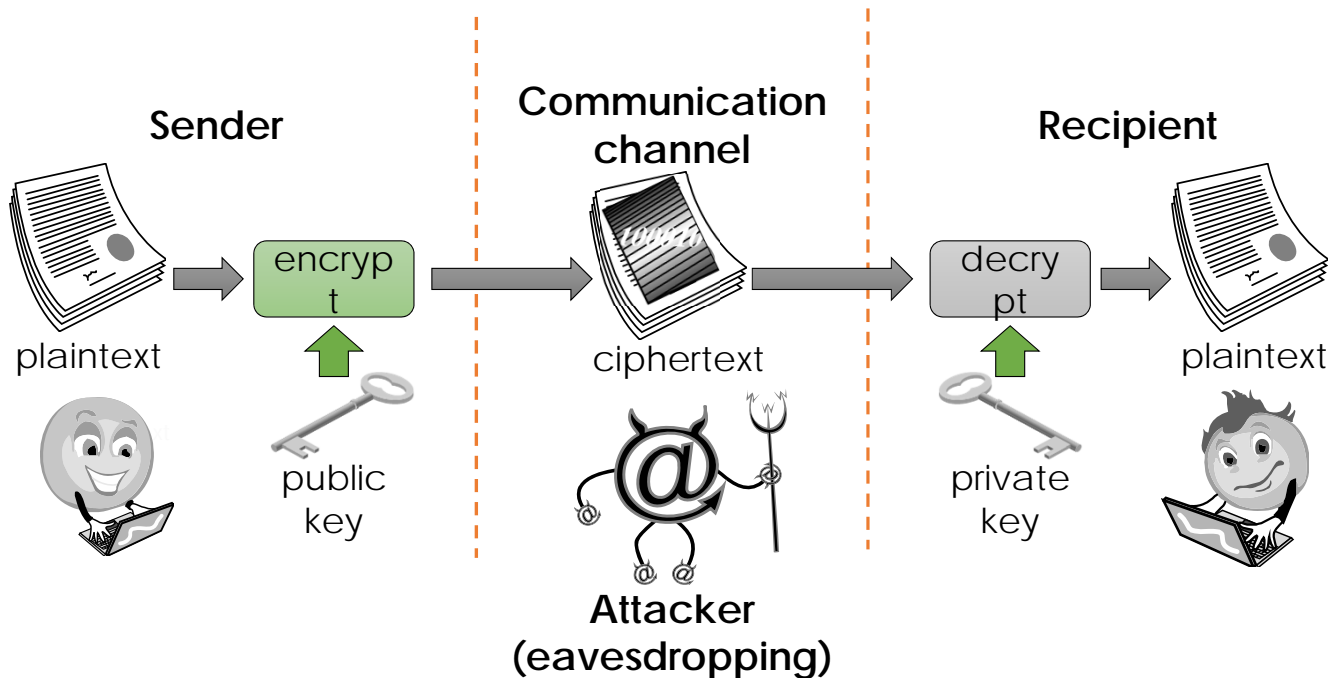 Sender
Communication
channel
Recipient
encryp
t
decry
pt
plaintext
ciphertext
plaintext
public
key
private
key
@
@
@
@
@
Attacker
(eavesdropping)